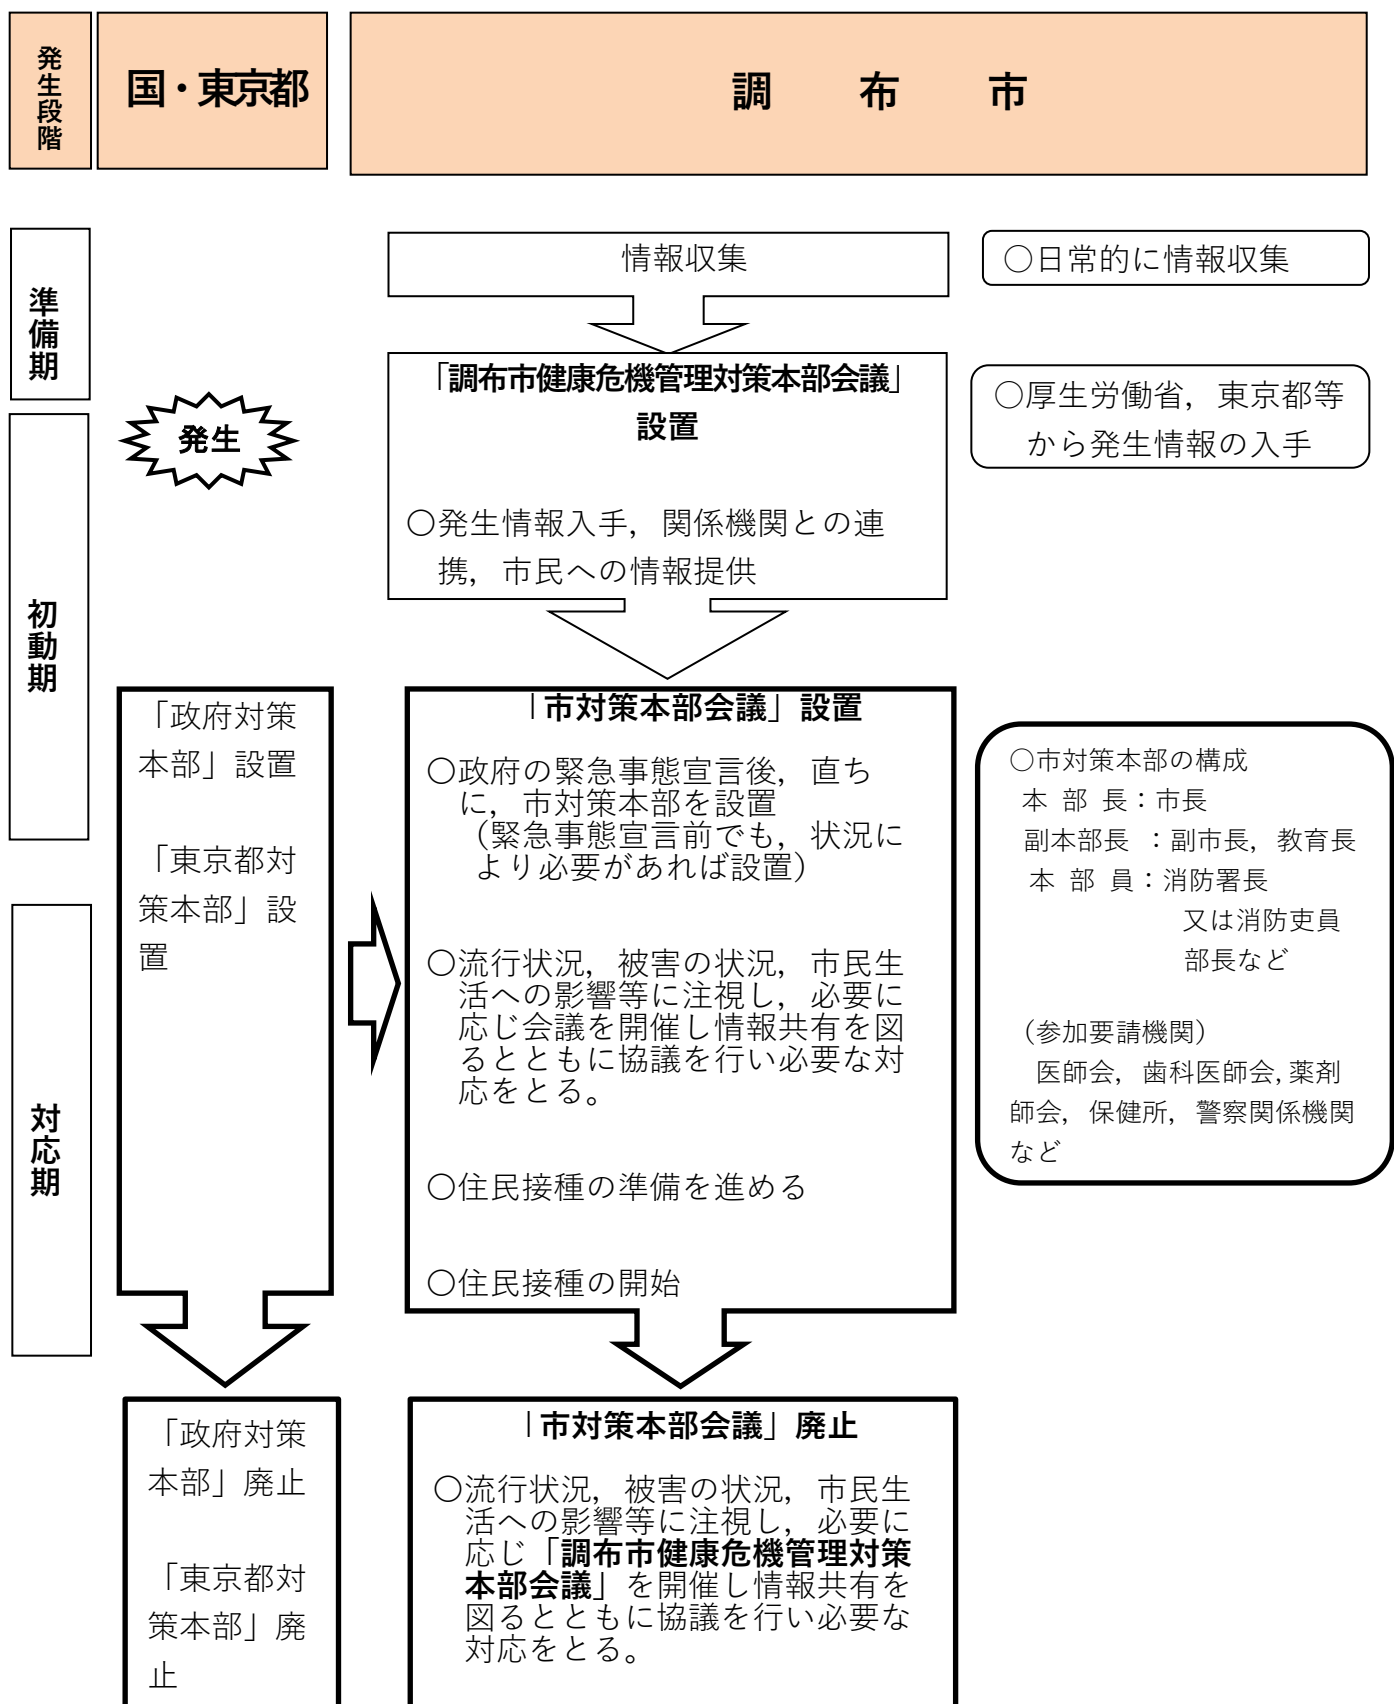 発生段階
国・東京都
調　布　市
準備期
情報収集
○日常的に情報収集
「調布市健康危機管理対策本部会議」
設置
○発生情報入手，関係機関との連
携，市民への情報提供
○厚生労働省，東京都等
から発生情報の入手
発生
初動期
「政府対策
本部」設置
「東京都対
策本部」設
置
「市対策本部会議」設置
○政府の緊急事態宣言後，直ち
に，市対策本部を設置
（緊急事態宣言前でも，状況に
より必要があれば設置）
○流行状況，被害の状況，市民生
活への影響等に注視し，必要に
応じ会議を開催し情報共有を図
るとともに協議を行い必要な対
応をとる。
○住民接種の準備を進める
○住民接種の開始
○市対策本部の構成
本 部 長：市長
副本部長 ：副市長，教育長
本 部 員：消防署長
又は消防吏員
部長など
（参加要請機関）
医師会，歯科医師会,薬剤
師会，保健所，警察関係機関
など
対応期
「政府対策
本部」廃止
「東京都対
策本部」廃
止
「市対策本部会議」廃止
○流行状況，被害の状況，市民生
活への影響等に注視し，必要に
応じ「調布市健康危機管理対策
本部会議」を開催し情報共有を
図るとともに協議を行い必要な
対応をとる。